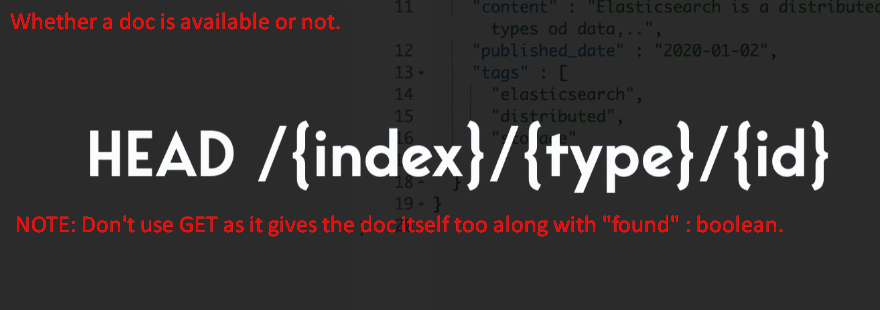 Whether a doc is available or not.
11 "content" : "Elasticsearch is a distributed
types od data,..",
12 "published_date" : "2020-01-02",
13 "tags" : [
14 "elasticsearch",
15 "distributed",
16
HEAD /{index}/{type}/{id}
18 }
19 }
NOTE: Don't use GET as it gives the doc itself too along with "found" : boolean.